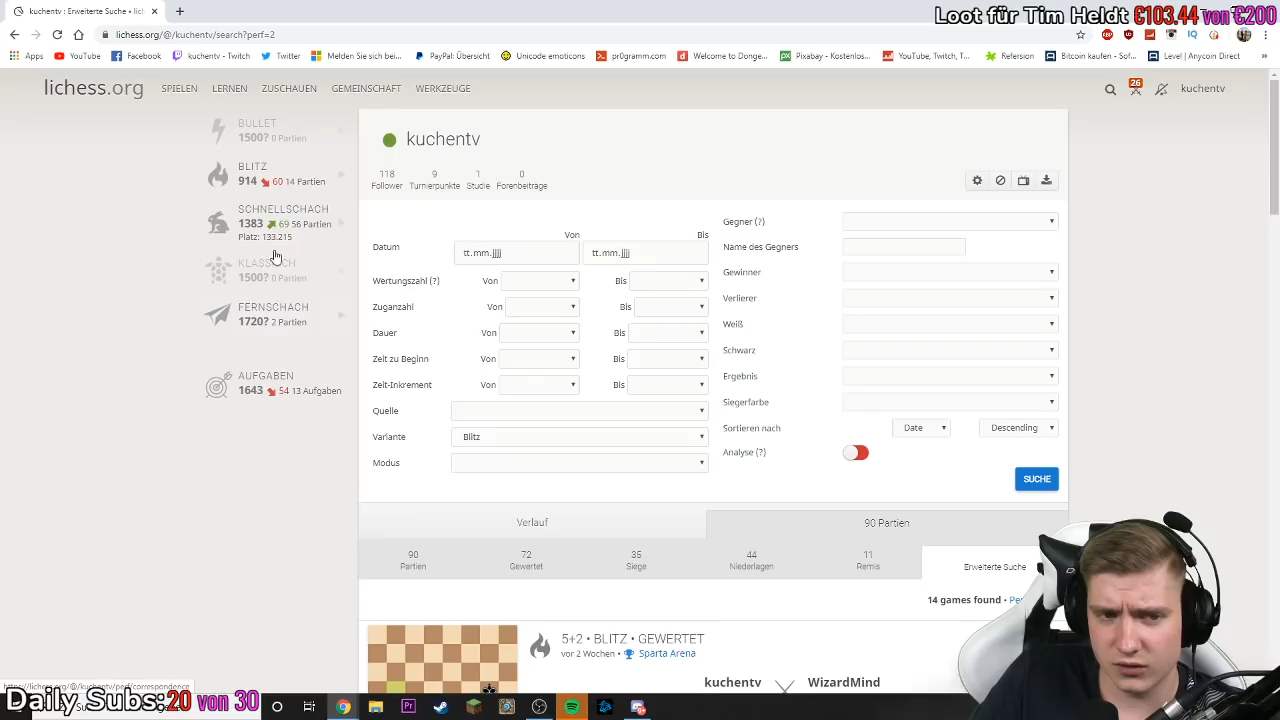 kuchentv : Erweiterte Suche • lich
lichess.org/@/kuchentv/search?perf=2
Loot für Tim Heldt €103.44 von €200
Apps YouTube Facebook kuchentv - Twitch Twitter Melden Sie sich bei... PayPal Übersicht Unicode emoticons pr0gramm.com Welcome to Donge... Pixabay - Kostenlos... YouTube, Twitch, T... Refersion Bitcoin kaufen - Sof... Level | Anycoin Direct
lichess.org SPIELEN LERNEN ZUSCHAUEN GEMEINSCHAFT WERKZEUGE 26 kuchentv
BULLET
1500? 0 Partien
BLITZ
914 60 14 Partien
SCHNELLSCHACH
1383 69 56 Partien
Platz: 133.215
KLASSISCH
1500? 0 Partien
FERNSCHACH
1720? 2 Partien
AUFGABEN
1643 54 13 Aufgaben
kuchentv
118 9 1 0
Follower Turnierpunkte Studie Forenbeiträge
Von Bis
Datum tt.mm.jjjj tt.mm.jjjj
Wertungszahl (?) Von Bis
Zuganzahl Von Bis
Dauer Von Bis
Zeit zu Beginn Von Bis
Zeit-Inkrement Von Bis
Quelle
Variante Blitz
Modus
Gegner (?)
Name des Gegners
Gewinner
Verlierer
Weiß
Schwarz
Ergebnis
Siegerfarbe
Sortieren nach Date Descending
Analyse (?)
SUCHE
Verlauf 90 Partien
90 72 35 44 11
Partien Gewertet Siege Niederlagen Remis Erweiterte Suche
14 games found •
5+2 • BLITZ • GEWERTET
vor 2 Wochen • Sparta Arena
kuchentv WizardMind
https://lichess.org/@/kuchentv/perf/correspondence
Daily Subs: 20 von 30